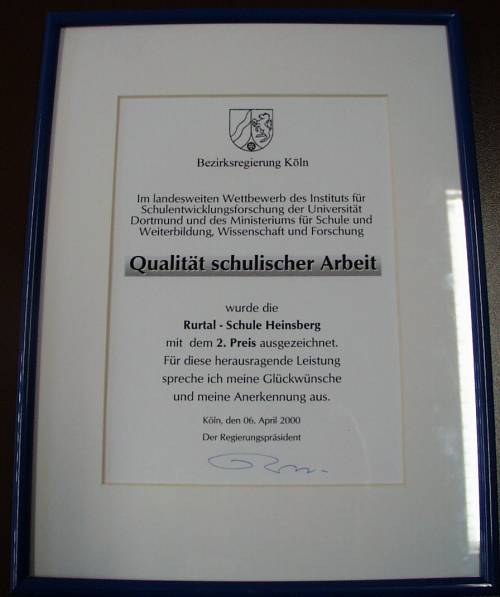 Bezirksregierung Köln
Im landesweiten Wettbewerb des Instituts für
Schulentwicklungsforschung der Universität
Dortmund und des Ministeriums für Schule und
Weiterbildung, Wissenschaft und Forschung
Qualität schulischer Arbeit
wurde die
Rurtal - Schule Heinsberg
mit dem 2. Preis ausgezeichnet.
Für diese herausragende Leistung
spreche ich meine Glückwünsche
und meine Anerkennung aus.
Köln, den 06. April 2000
Der Regierungspräsident